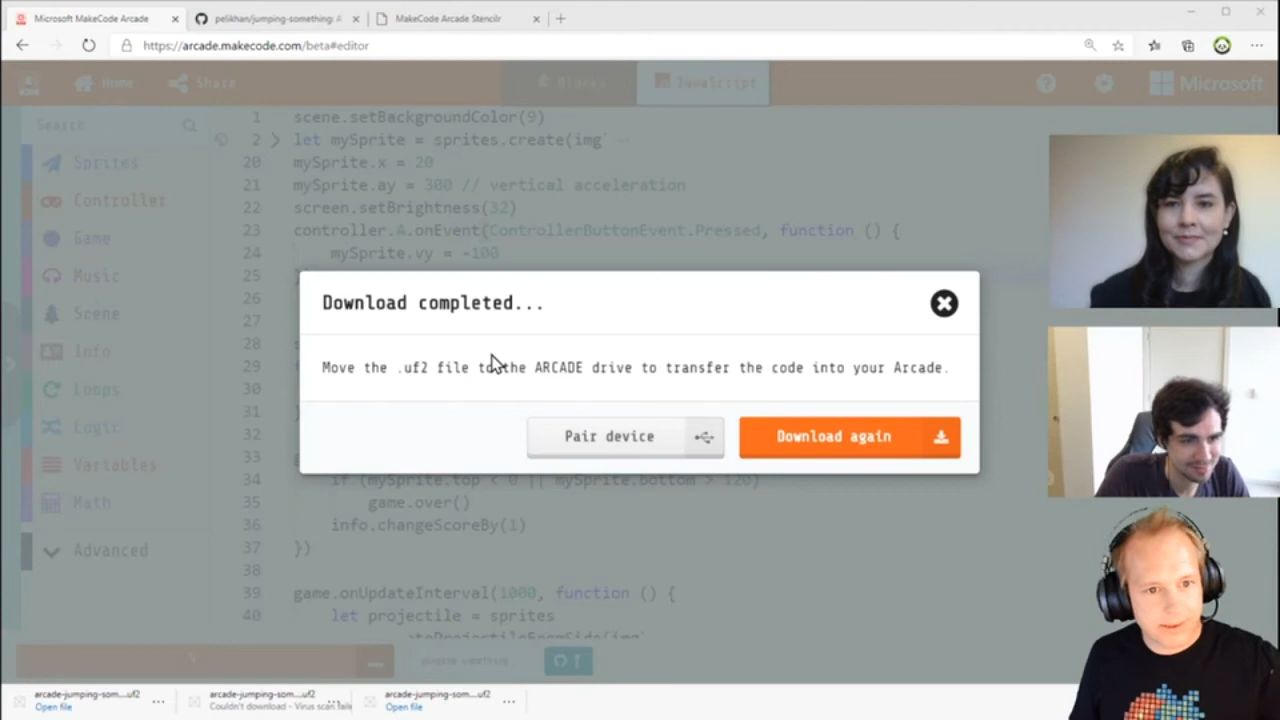 Microsoft MakeCode Arcade
pelikhan/jumping-something: A
MakeCode Arcade Stencilr
https://arcade.makecode.com/beta#editor
Home
Share
Blocks
JavaScript
Microsoft
Search
Sprites
Controller
Game
Music
Scene
Info
Loops
Logic
Variables
Math
Advanced
1 scene.setBackgroundColor(9)
2 let mySprite = sprites.create(img`
20 mySprite.x = 20
21 mySprite.ay = 300 // vertical acceleration
22 screen.setBrightness(32)
23 controller.A.onEvent(ControllerButtonEvent.Pressed, function () {
24 mySprite.vy = -100
25
26
27
28
29
30
31
32
33
34 if (mySprite.top < 0 || mySprite.bottom > 120)
35 game.over()
36 info.changeScoreBy(1)
37 })
38
39 game.onUpdateInterval(1000, function () {
40 let projectile = sprites
Download completed...
Move the .uf2 file to the ARCADE drive to transfer the code into your Arcade.
Pair device
Download again
arcade-jumping-som....uf2
Open file
arcade-jumping-som....uf2
Couldn't download - Virus scan faile
arcade-jumping-som....uf2
Open file